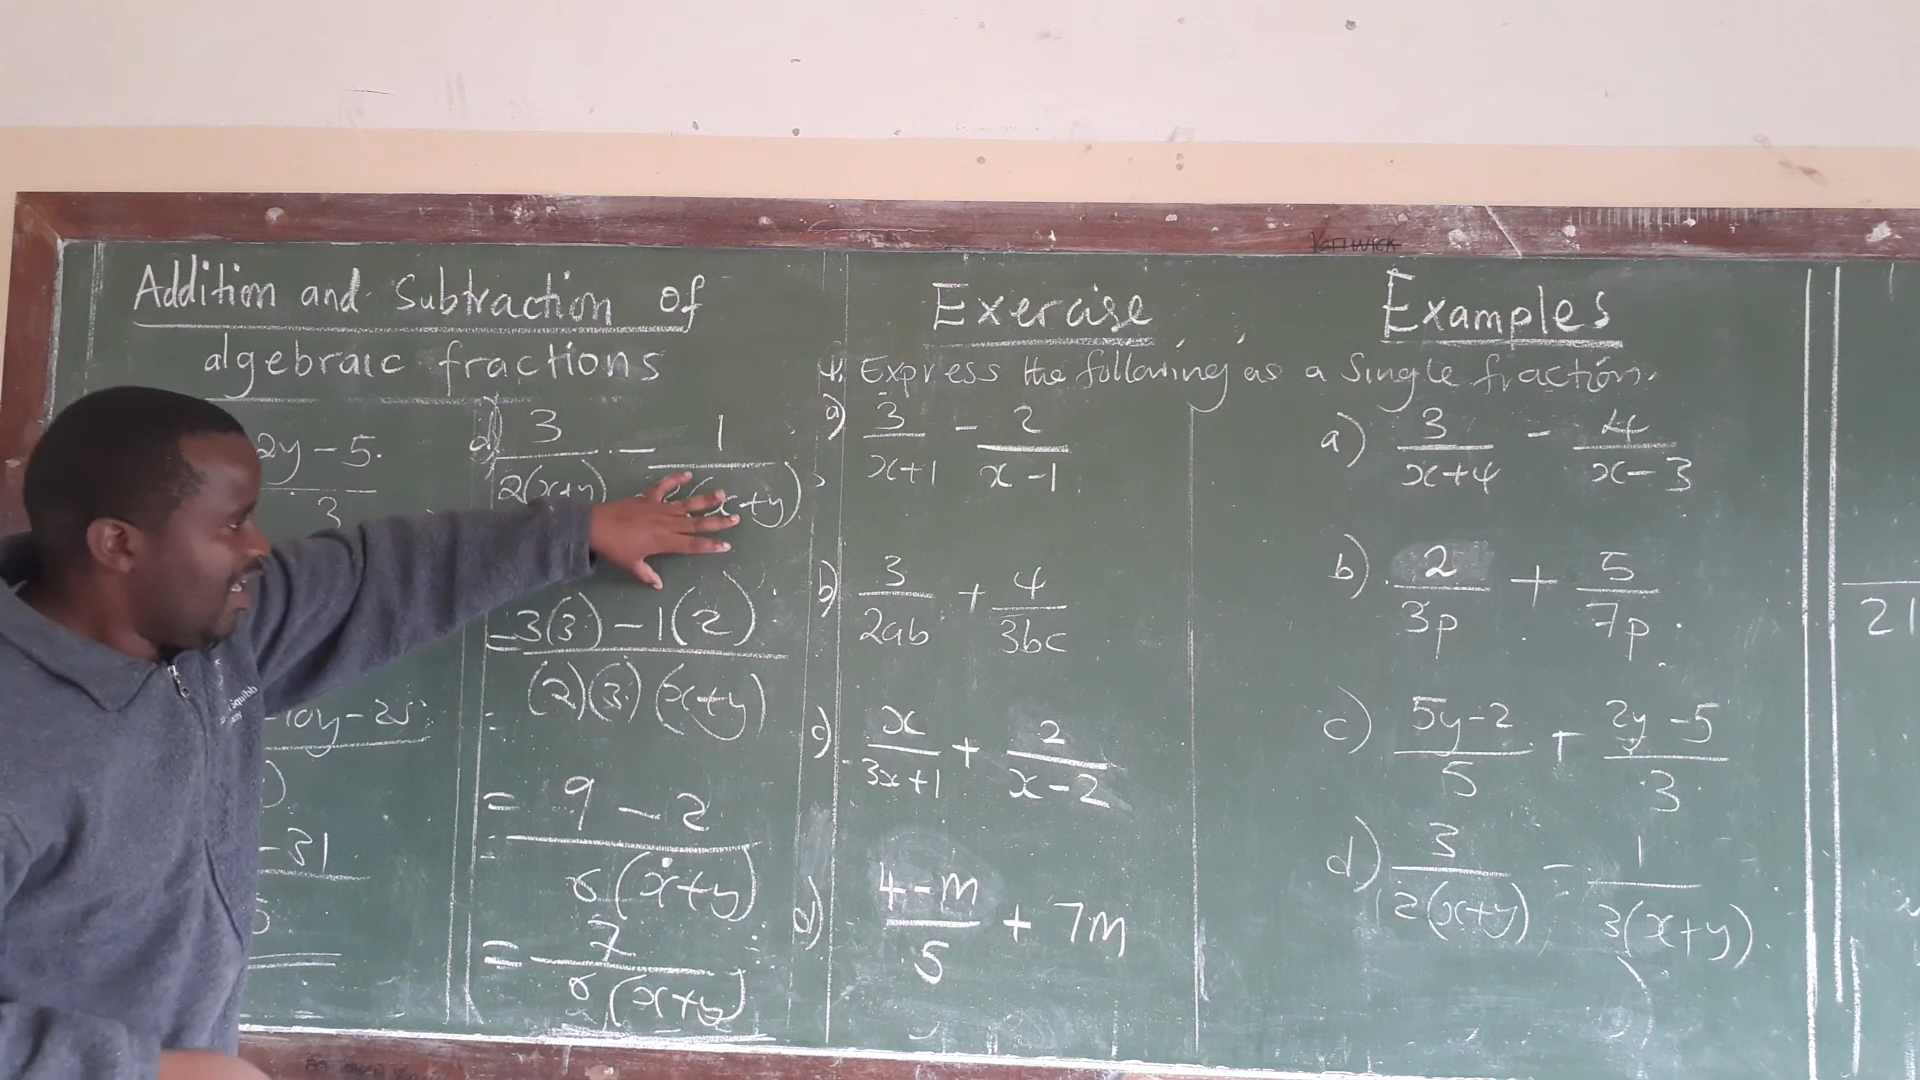 Addition and Subtraction of
algebraic fractions
2y-5
3
-10y-25
-31
d) 3/2(x+y) - 1/3(x+y)
= 3(3)-1(2)
(2)(3)(x+y)
= 9-2
6(x+y)
= 7
6(x+y)
Exercise
1. Express the following as a single fraction.
a) 3/x+1 - 2/x-1
b) 3/2ab + 4/3bc
c) x/3x+1 + 2/x-2
d) 4-m/5 + 7m
Examples
a) 3/x+4 - 4/x-3
b) 2/3p + 5/7p
c) 5y-2/5 + 2y-5/3
d) 3/2(x+y) - 1/3(x+y)
21